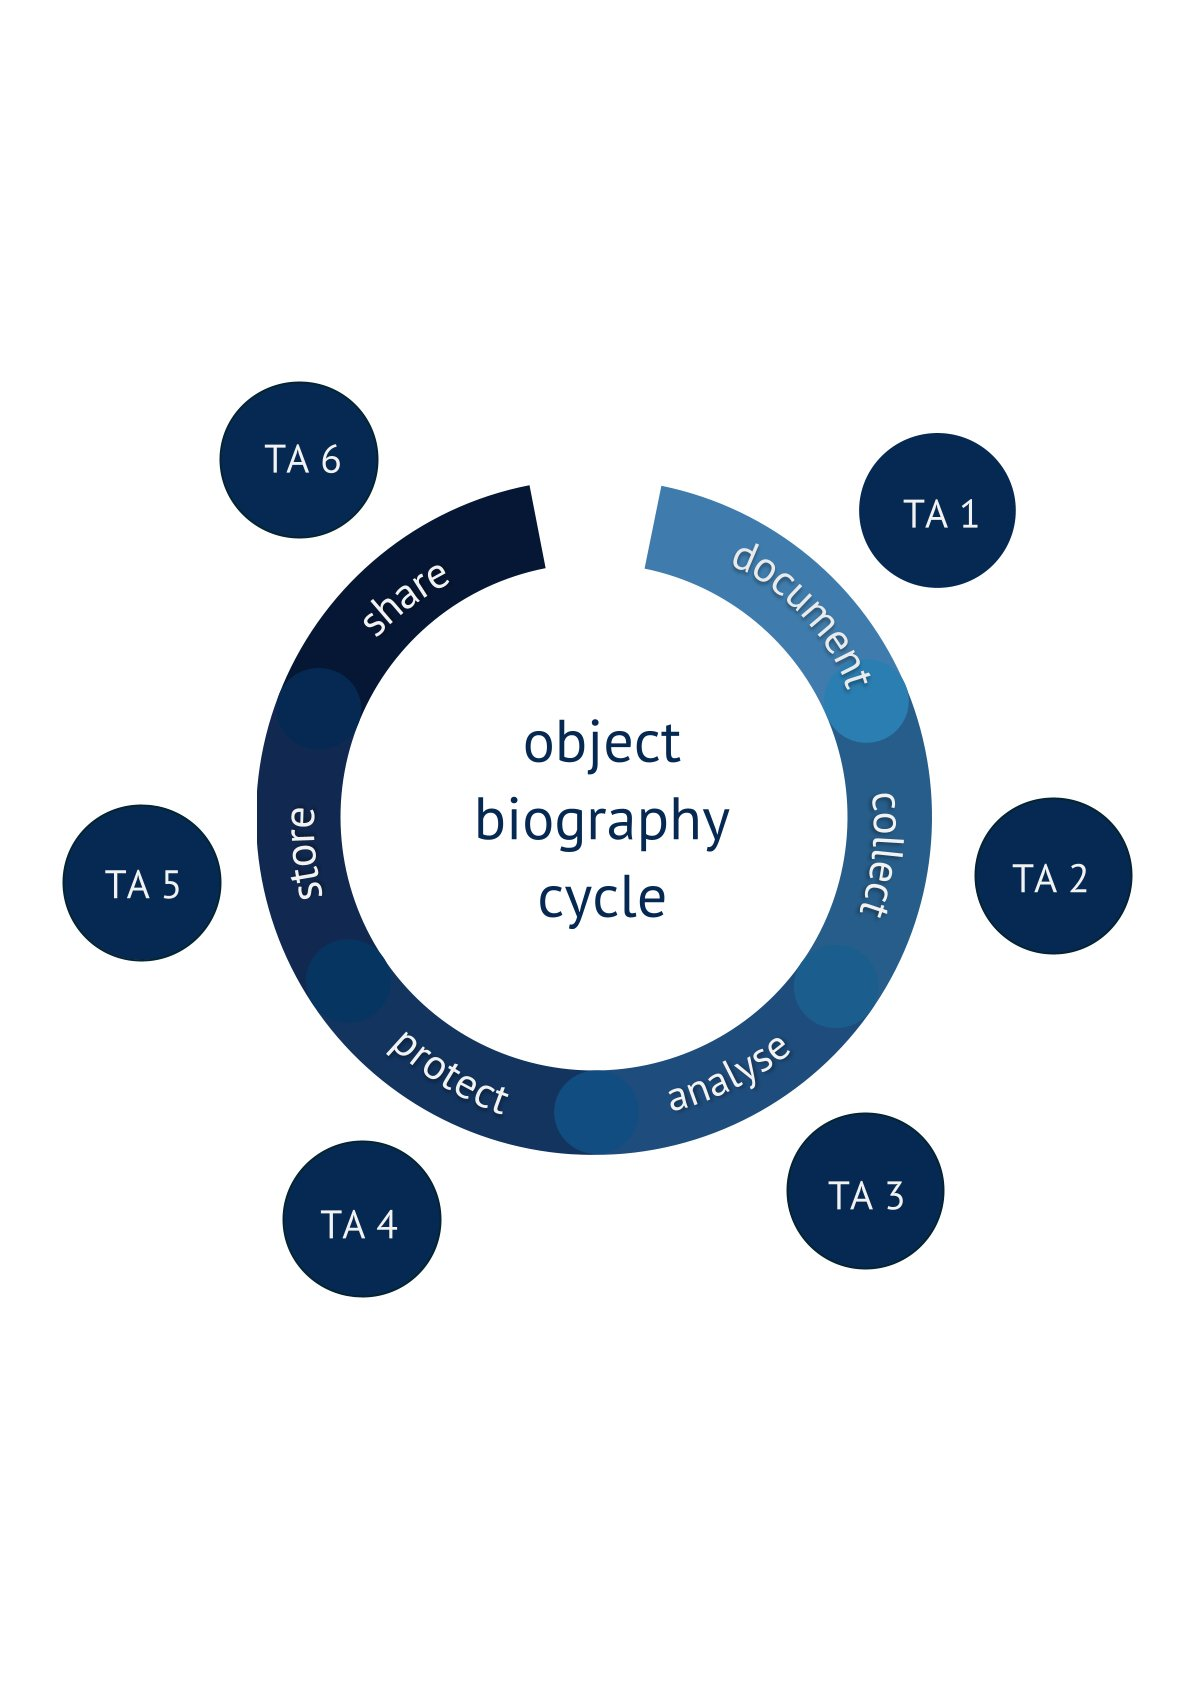 TA 6
TA 1
share
document
object
biography
cycle
store
collect
TA 5
TA 2
protect
analyse
TA 4
TA 3